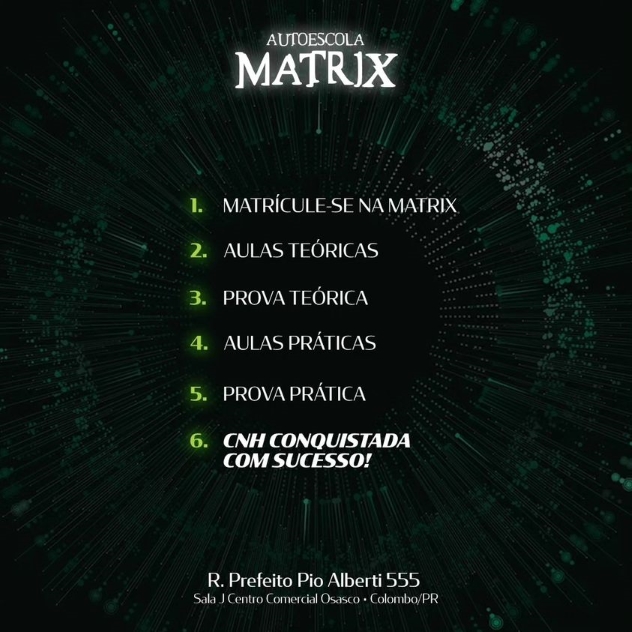 AUTOESCOLA
MATRIX
1. MATRÍCULE-SE NA MATRIX
2. AULAS TEÓRICAS
3. PROVA TEÓRICA
4. AULAS PRÁTICAS
5. PROVA PRÁTICA
6. CNH CONQUISTADA
COM SUCESSO!
R. Prefeito Pio Alberti 555
Sala J Centro Comercial Osasco • Colombo/PR